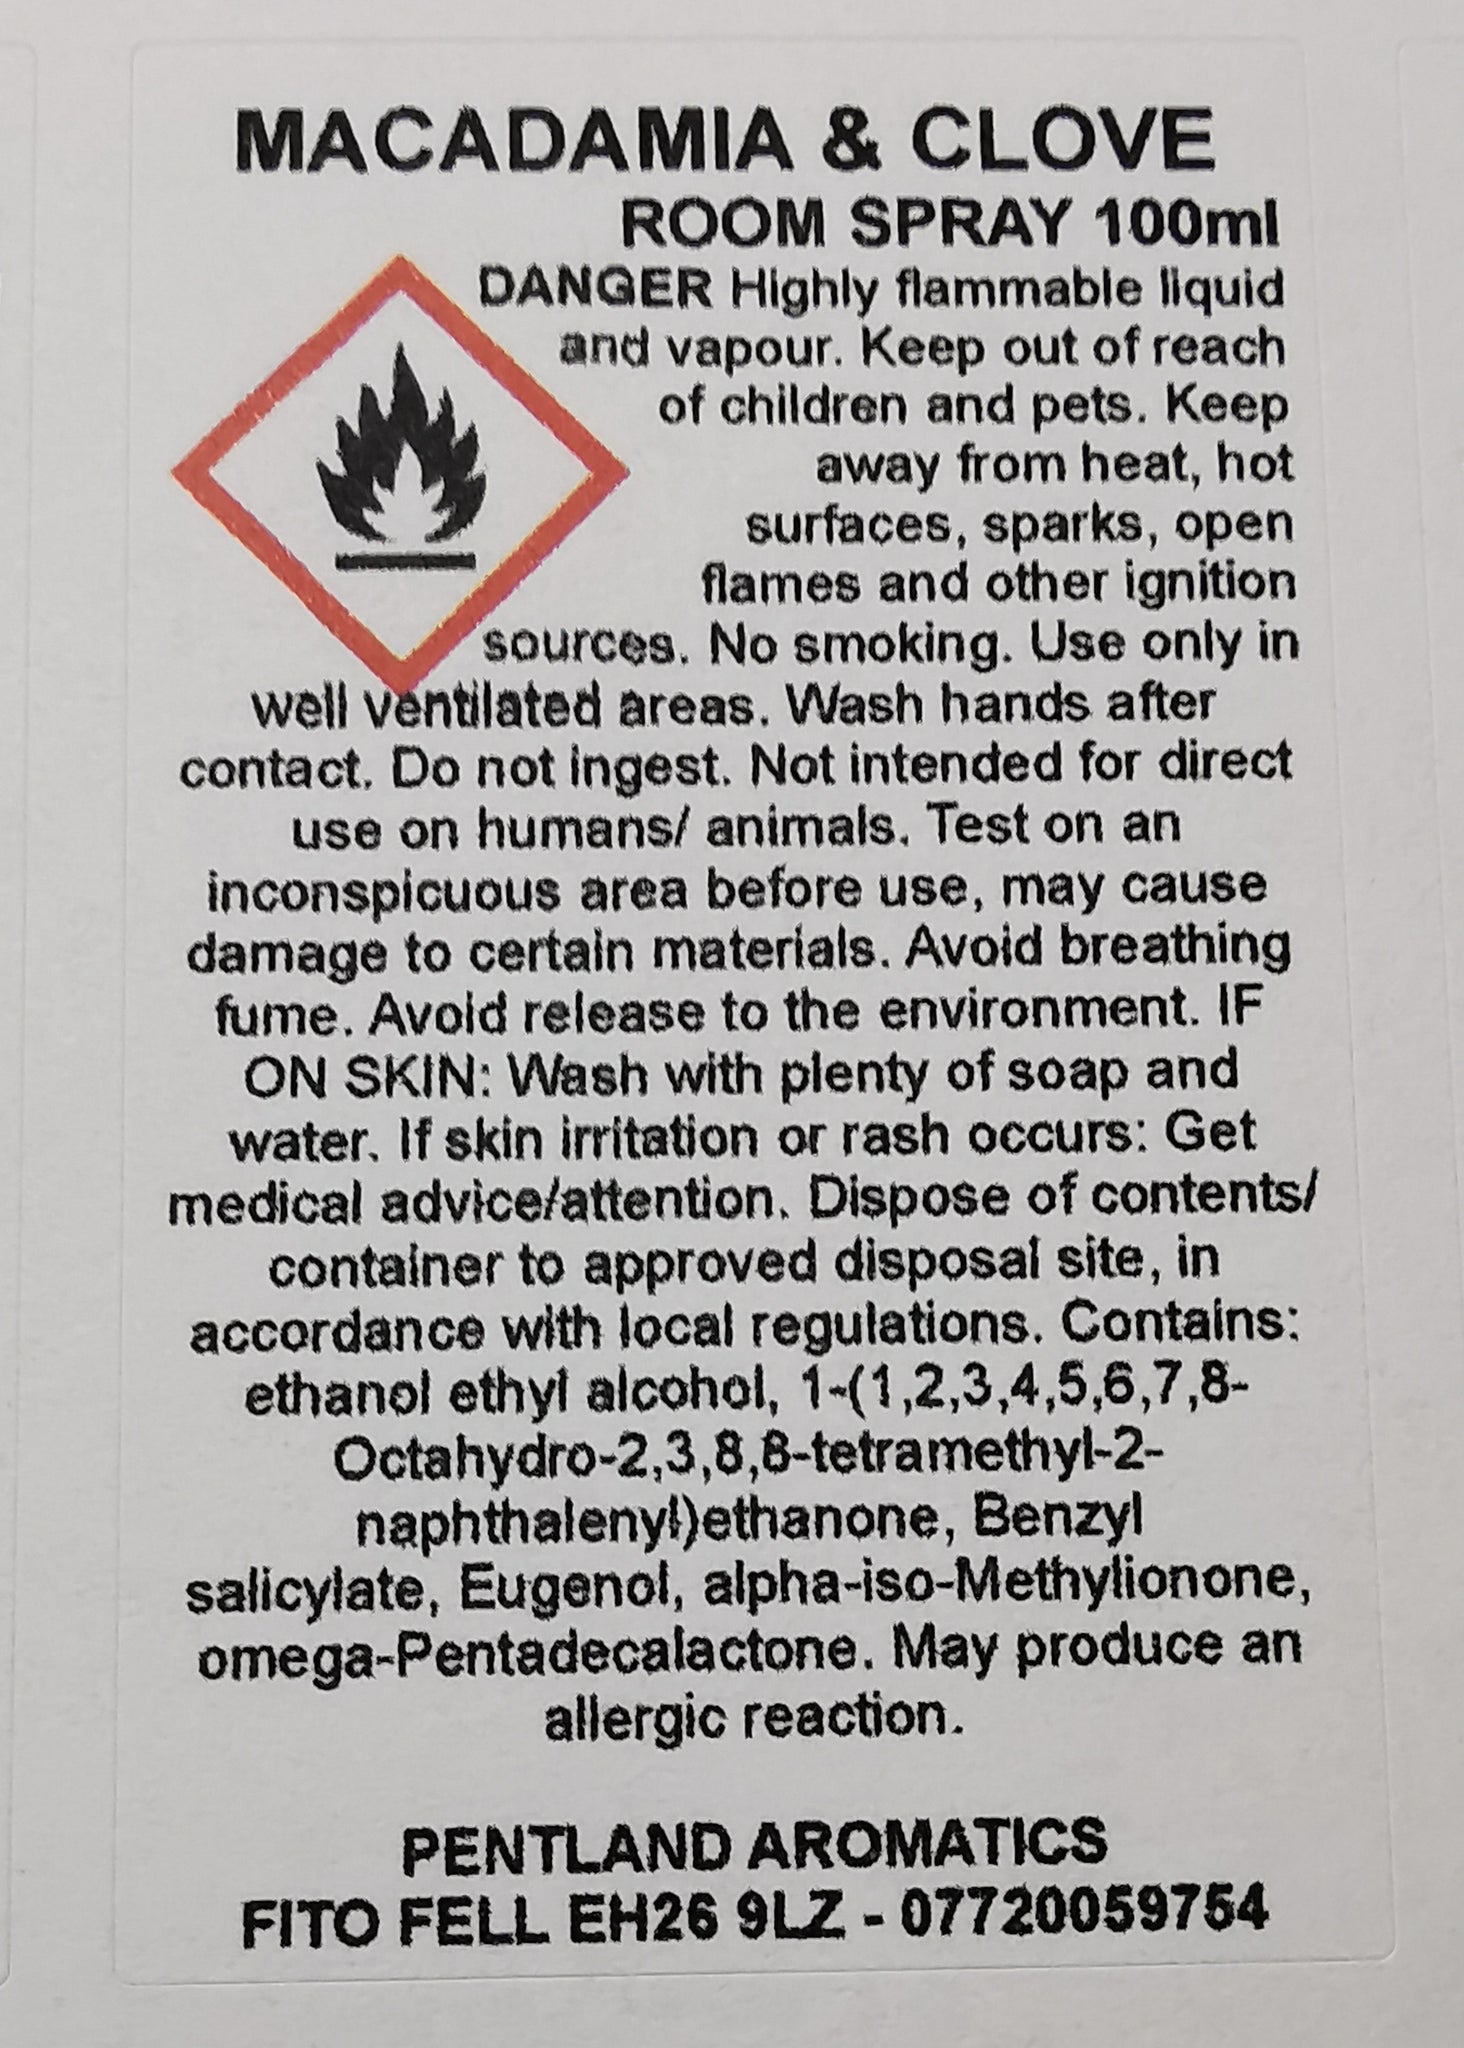 MACADAMIA & CLOVE
ROOM SPRAY 100ml
DANGER Highly flammable liquid
and vapour. Keep out of reach
of children and pets. Keep
away from heat, hot
surfaces, sparks, open
flames and other ignition
sources. No smoking. Use only in
well ventilated areas. Wash hands after
contact. Do not ingest. Not intended for direct
use on humans/ animals. Test on an
inconspicuous area before use, may cause
damage to certain materials. Avoid breathing
fume. Avoid release to the environment. IF
ON SKIN: Wash with plenty of soap and
water. If skin irritation or rash occurs: Get
medical advice/attention. Dispose of contents/
container to approved disposal site, in
accordance with local regulations. Contains:
ethanol ethyl alcohol, 1-(1,2,3,4,5,6,7,8-
Octahydro-2,3,8,8-tetramethyl-2-
naphthalenyl)ethanone, Benzyl
salicylate, Eugenol, alpha-iso-Methylionone,
omega-Pentadecalactone. May produce an
allergic reaction.
PENTLAND AROMATICS
FITO FELL EH26 9LZ - 07720059754